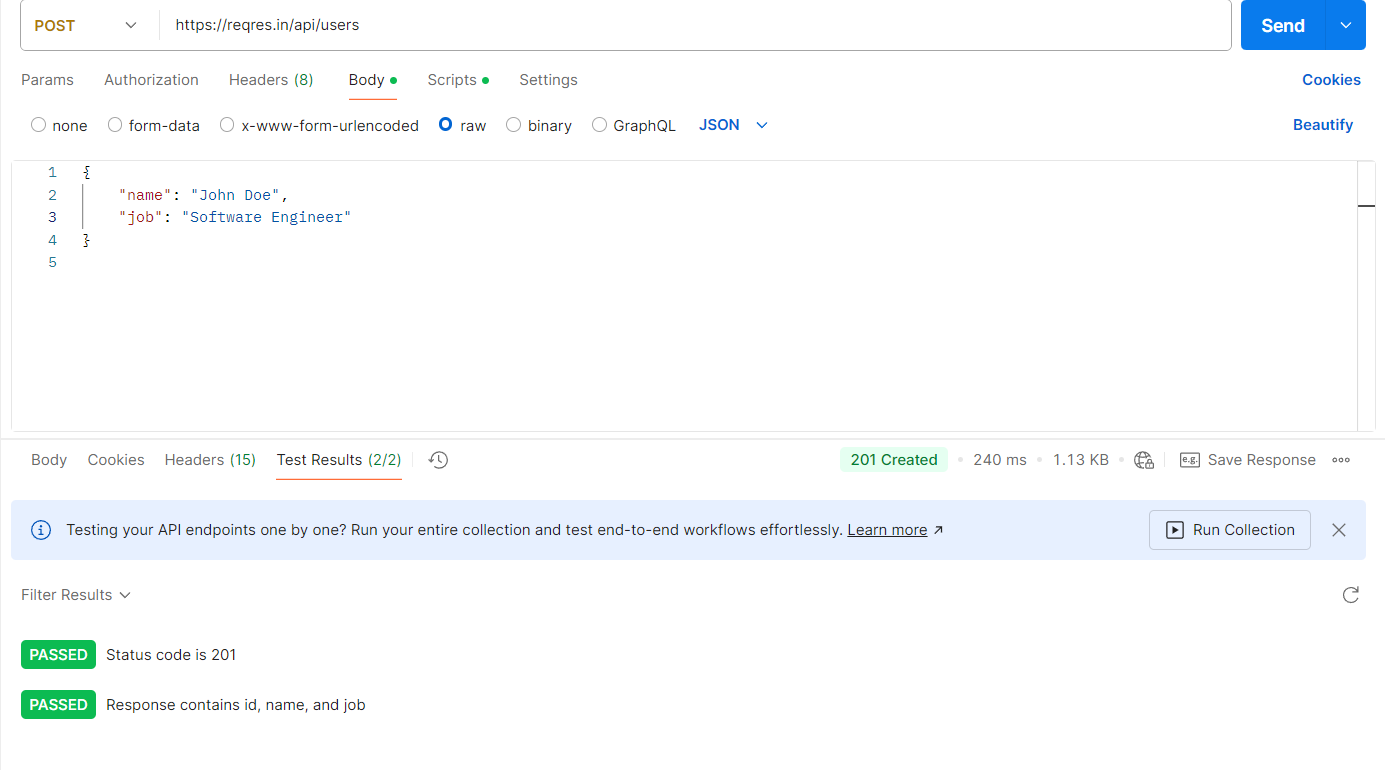 POST https://reqres.in/api/users Send
Params Authorization Headers (8) Body Scripts Settings Cookies
none form-data x-www-form-urlencoded raw binary GraphQL JSON Beautify
1 {
2 "name": "John Doe",
3 "job": "Software Engineer"
4 }
5
Body Cookies Headers (15) Test Results (2/2) 201 Created 240 ms 1.13 KB e.g. Save Response
Testing your API endpoints one by one? Run your entire collection and test end-to-end workflows effortlessly. Learn more Run Collection
Filter Results
PASSED Status code is 201
PASSED Response contains id, name, and job